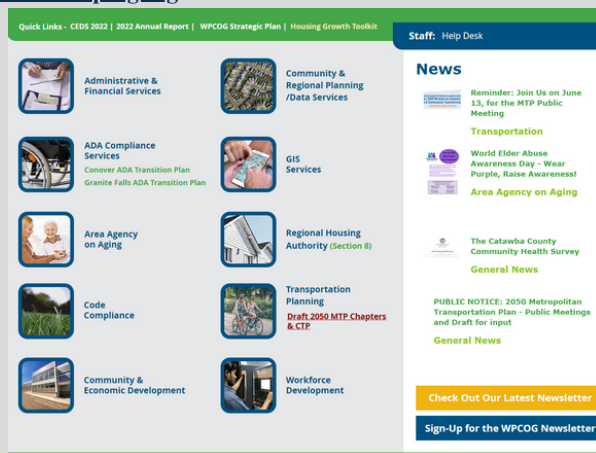 Quick Links - CEDS 2022 | 2022 Annual Report | WPCOG Strategic Plan | Housing Growth Toolkit
Staff: Help Desk
Administrative &
Financial Services
ADA Compliance
Services
Conover ADA Transition Plan
Granite Falls ADA Transition Plan
Area Agency
on Aging
Code
Compliance
Community &
Economic Development
Community &
Regional Planning
/Data Services
GIS
Services
Regional Housing
Authority (Section 8)
Transportation
Planning
Draft 2050 MTP Chapters
& CTP
Workforce
Development
News
Reminder: Join Us on June
13, for the MTP Public
Meeting
Transportation
World Elder Abuse
Awareness Day - Wear
Purple, Raise Awareness!
Area Agency on Aging
The Catawba County
Community Health Survey
General News
PUBLIC NOTICE: 2050 Metropolitan
Transportation Plan - Public Meetings
and Draft for input
General News
Check Out Our Latest Newsletter
Sign-Up for the WPCOG Newsletter